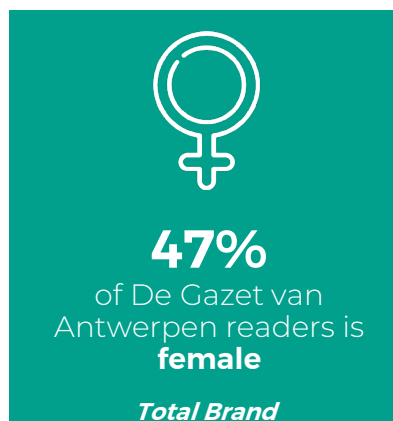 47%
of De Gazet van
Antwerpen readers is
female
Total Brand